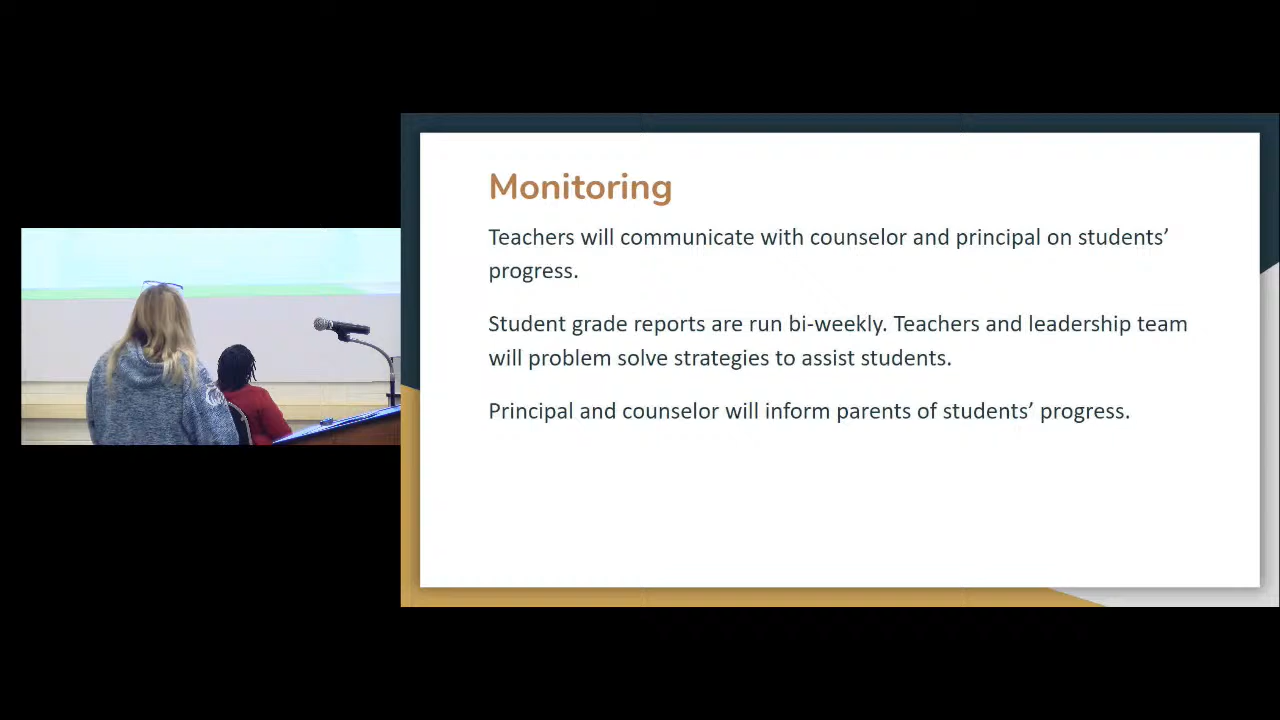 Monitoring
Teachers will communicate with counselor and principal on students’
progress.
Student grade reports are run bi-weekly. Teachers and leadership team
will problem solve strategies to assist students.
Principal and counselor will inform parents of students’ progress.